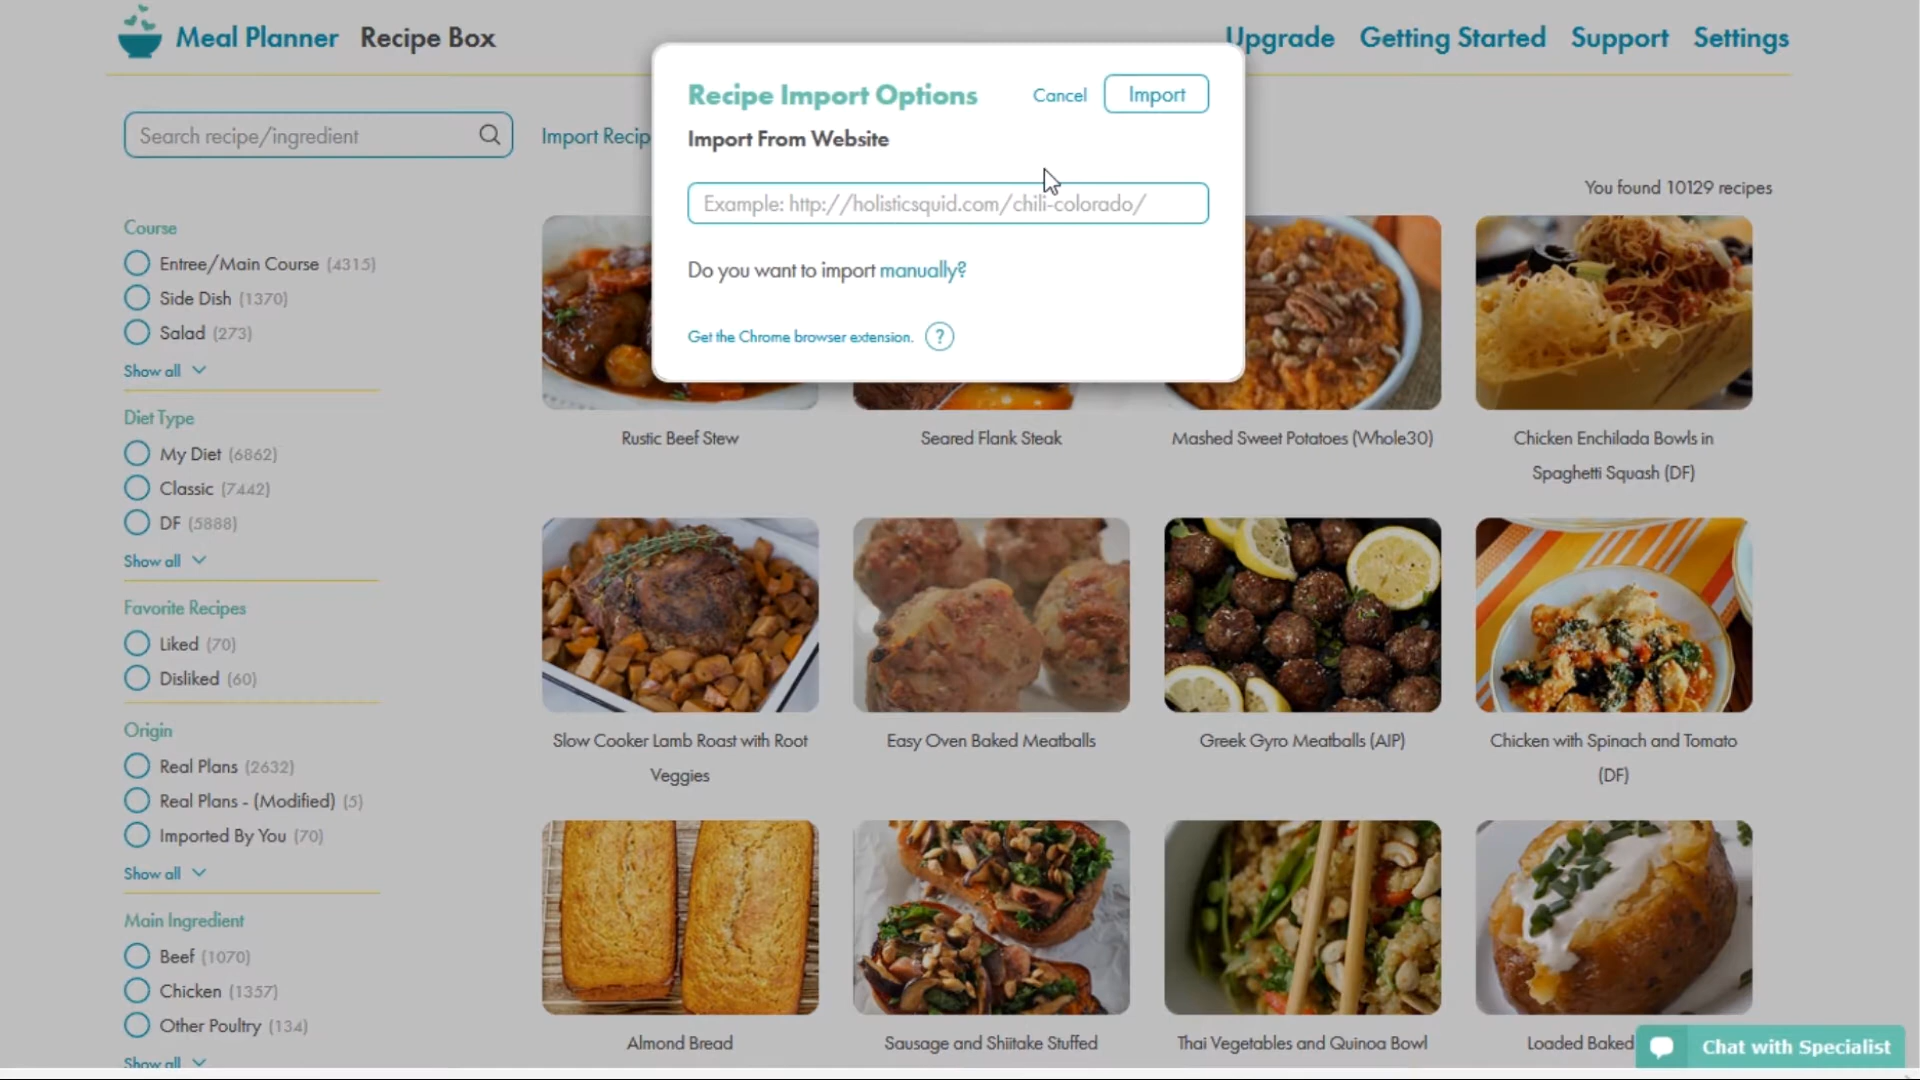 Meal Planner
Recipe Box
Upgrade
Getting Started
Support
Settings
Search recipe/ingredient
Import Recip
Recipe Import Options
Cancel
Import
Import From Website
Example: http://holisticsquid.com/chili-colorado/
Do you want to import manually?
Get the Chrome browser extension. ?
You found 10129 recipes
Course
Entree/Main Course (4315)
Side Dish (1370)
Salad (273)
Show all
Diet Type
My Diet (6862)
Classic (7442)
DF (5888)
Show all
Favorite Recipes
Liked (70)
Disliked (60)
Origin
Real Plans (2632)
Real Plans - (Modified) (5)
Imported By You (70)
Show all
Main Ingredient
Beef (1070)
Chicken (1357)
Other Poultry (134)
Show all
Rustic Beef Stew
Seared Flank Steak
Mashed Sweet Potatoes (Whole30)
Chicken Enchilada Bowls in
Spaghetti Squash (DF)
Slow Cooker Lamb Roast with Root
Veggies
Easy Oven Baked Meatballs
Greek Gyro Meatballs (AIP)
Chicken with Spinach and Tomato
(DF)
Almond Bread
Sausage and Shiitake Stuffed
Thai Vegetables and Quinoa Bowl
Loaded Baked
Chat with Specialist